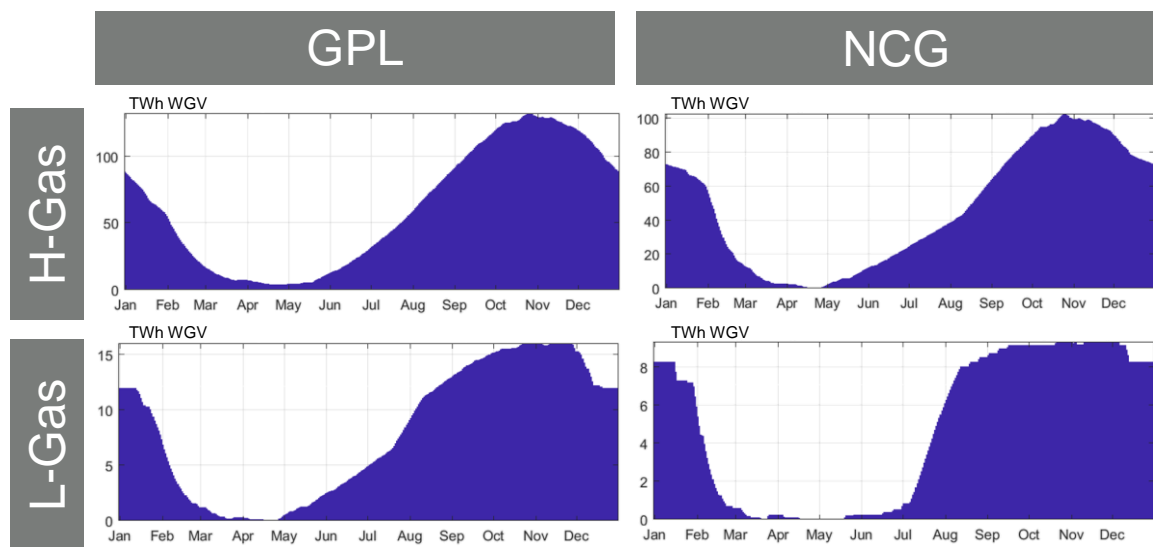 GPL
NCG
H-Gas
TWh WGV
100
50
0
Jan Feb Mar Apr May Jun Jul Aug Sep Oct Nov Dec
TWh WGV
100
80
60
40
20
0
Jan Feb Mar Apr May Jun Jul Aug Sep Oct Nov Dec
L-Gas
TWh WGV
15
10
5
0
Jan Feb Mar Apr May Jun Jul Aug Sep Oct Nov Dec
TWh WGV
8
6
4
2
0
Jan Feb Mar Apr May Jun Jul Aug Sep Oct Nov Dec